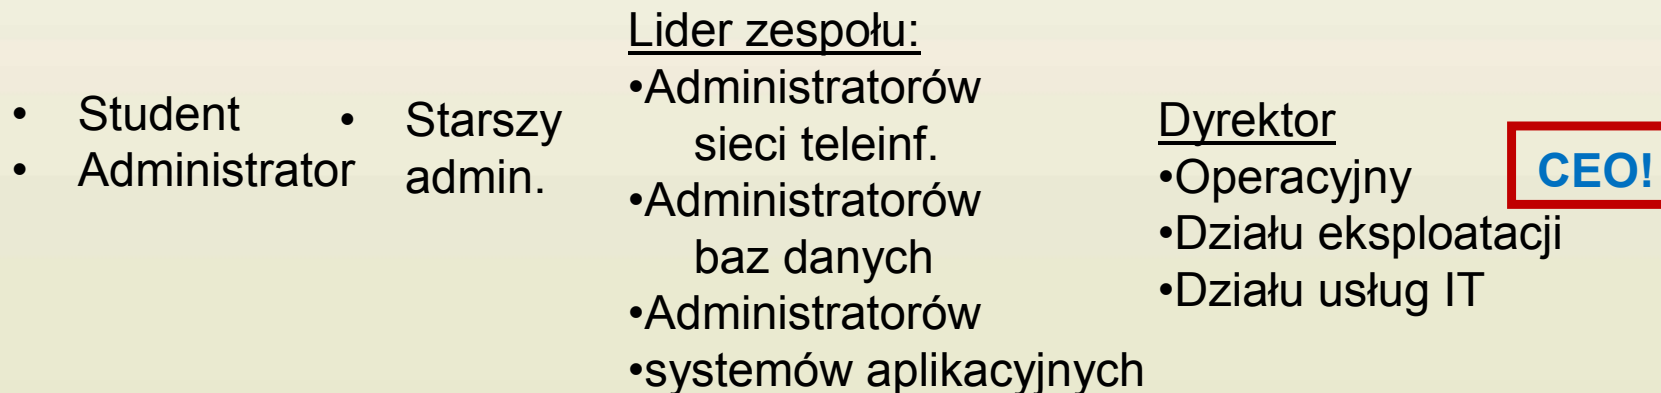 • Student
• Administrator
• Starszy
admin.
Lider zespołu:
•Administratorów
sieci teleinf.
•Administratorów
baz danych
•Administratorów
•systemów aplikacyjnych
Dyrektor
•Operacyjny
•Działu eksploatacji
•Działu usług IT
CEO!